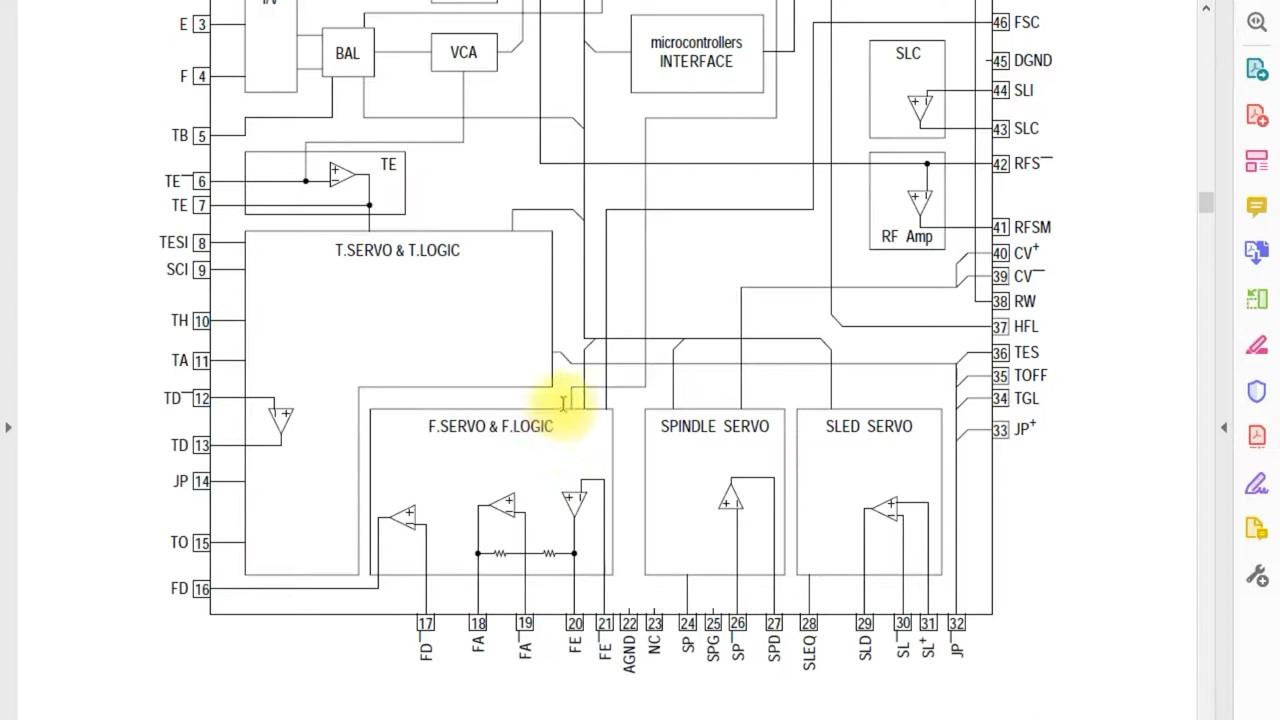 I/V
E 3
F 4
TB 5
TE‾ 6
TE 7
TESI 8
SCI 9
TH 10
TA 11
TD‾ 12
TD 13
JP 14
TO 15
FD 16
BAL
VCA
microcontrollers
INTERFACE
SLC
+ -
TE
+
-
RF Amp
+ -
T.SERVO & T.LOGIC
- +
F.SERVO & F.LOGIC
+
-
+
-
+ -
SPINDLE SERVO
+ -
SLED SERVO
+
-
46 FSC
45 DGND
44 SLI
43 SLC
42 RFS‾
41 RFSM
40 CV+
39 CV‾
38 RW
37 HFL
36 TES
35 TOFF
34 TGL
33 JP+
17 18 19 20 21 22 23 24 25 26 27 28 29 30 31 32
FD‾
FA
FA‾
FE
FE‾
AGND
NC
SP
SPG
SP‾
SPD
SLEQ
SLD
SL‾
SL+
JP‾